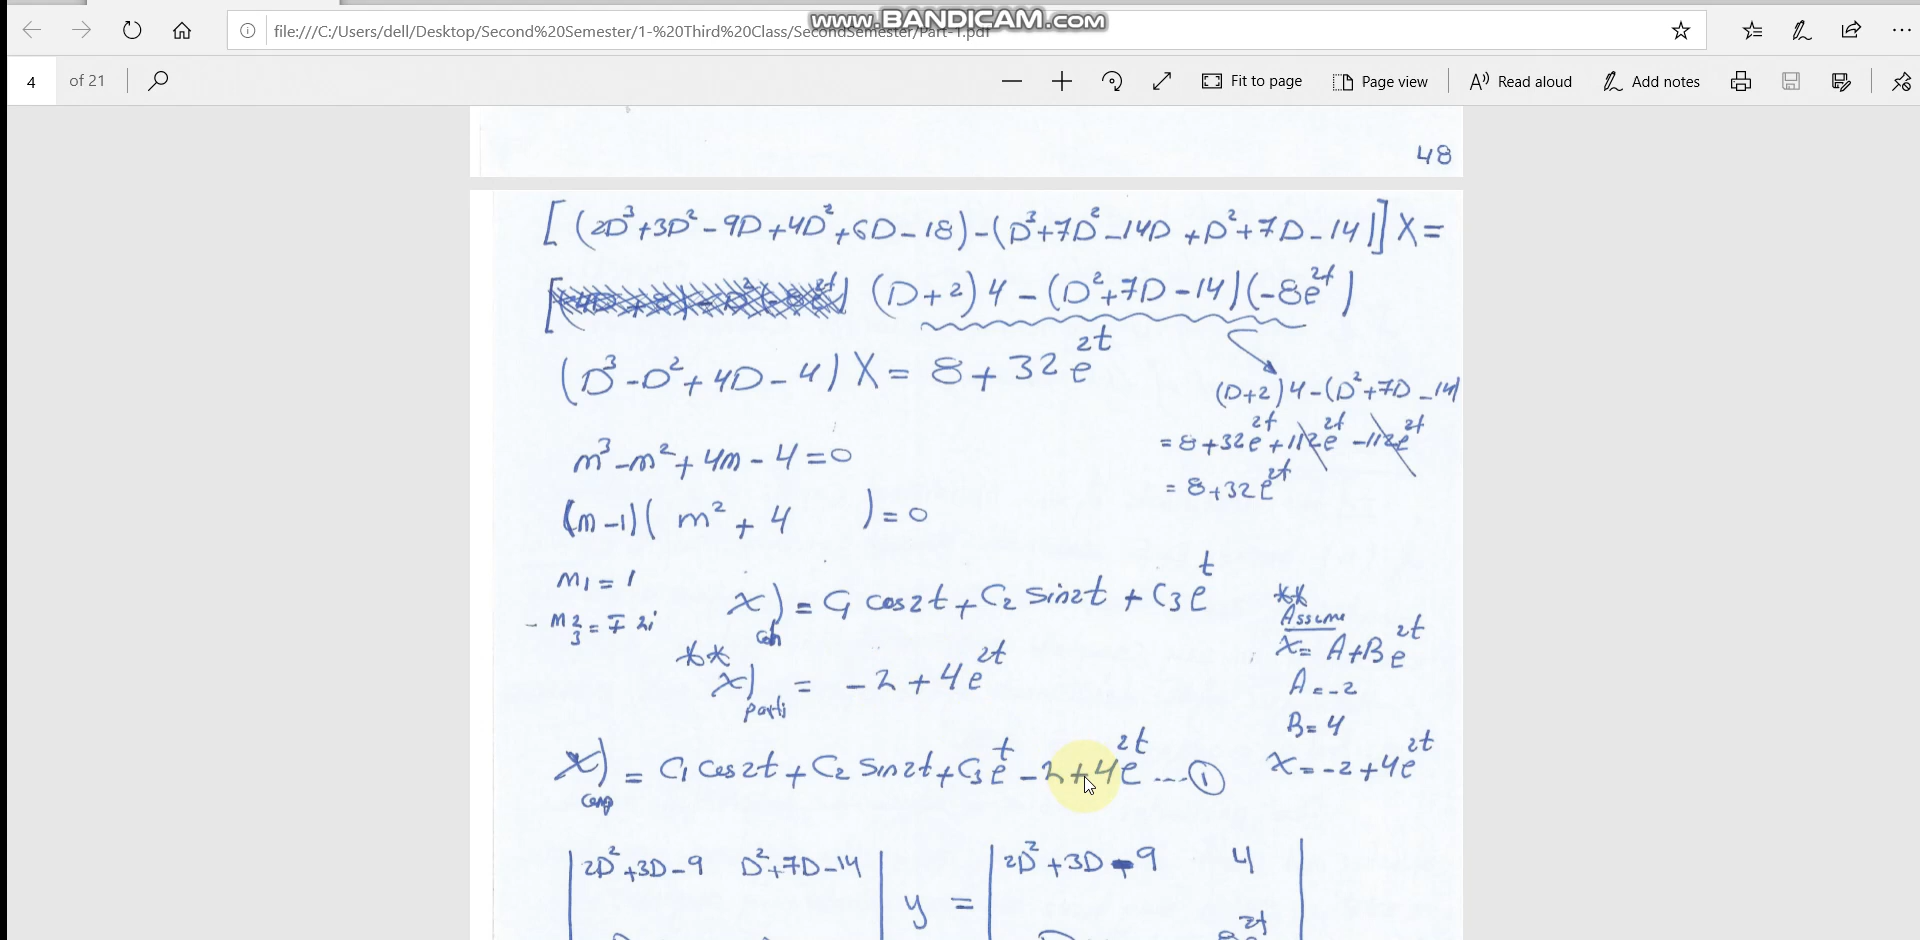 www.BANDICAM.com
file:///C:/Users/dell/Desktop/Second%20Semester/1-%20Third%20Class/SecondSemester/Part-1.pdf
4 of 21
Fit to page
Page view
Read aloud
Add notes
48
[(2D³+3D²-9D+4D²+6D-18)-(D³+7D²-14D+D²+7D-14)]X=
(D+2)4-(D²+7D-14)(-8e^2t)
(D³-D²+4D-4)X=8+32e^2t
(D+2)4-(D²+7D-14)
=8+32e^2t+112e^2t-112e^2t
=8+32e^2t
m³-m²+4m-4=0
(m-1)(m²+4)=0
m1=1
x)=C1 cos2t+C2 sin2t+C3e^t
-m2,3=∓2i
**
x)parti=-2+4e^2t
**
Assume
x=A+Be^2t
A=-2
B=4
x=-2+4e^2t
x)comp=C1 cos2t+C2 sin2t+C3e^t-2+4e^2t...①
|2D²+3D-9 D²+7D-14| y = |2D²+3D-9 4|